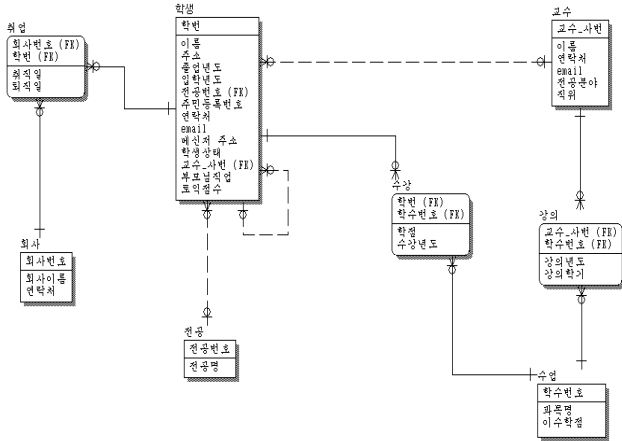 취업
회사번호 (FK)
학번 (FK)
취직일
퇴직일
학생
학번
이름
주소
졸업년도
입학년도
전공번호 (FK)
주민등록번호
연락처
email
메신저 주소
학생상태
교수_사번 (FK)
부모님직업
토익점수
교수
교수_사번
이름
연락처
email
전공분야
직위
수강
학번 (FK)
학수번호 (FK)
학점
수강년도
강의
교수_사번 (FK)
학수번호 (FK)
강의년도
강의학기
회사
회사번호
회사이름
연락처
전공
전공번호
전공명
수업
학수번호
과목명
이수학점